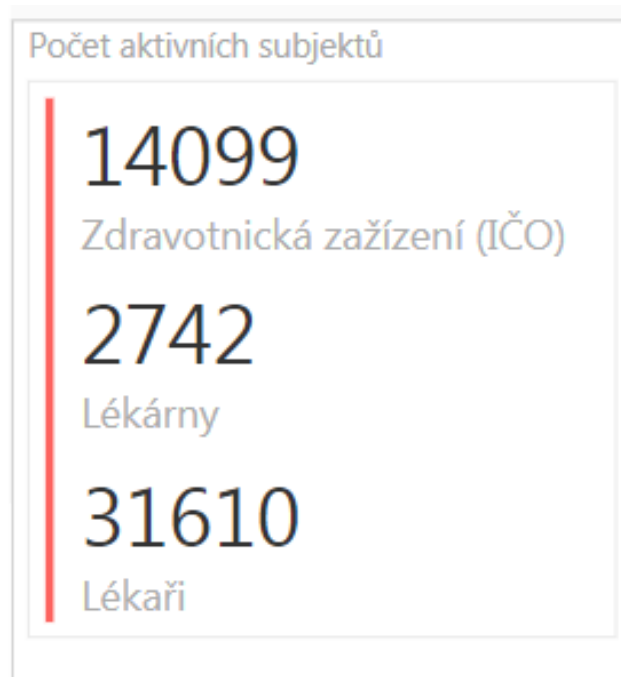 Počet aktivních subjektů
14099
Zdravotnická zažízení (IČO)
2742
Lékárny
31610
Lékaři